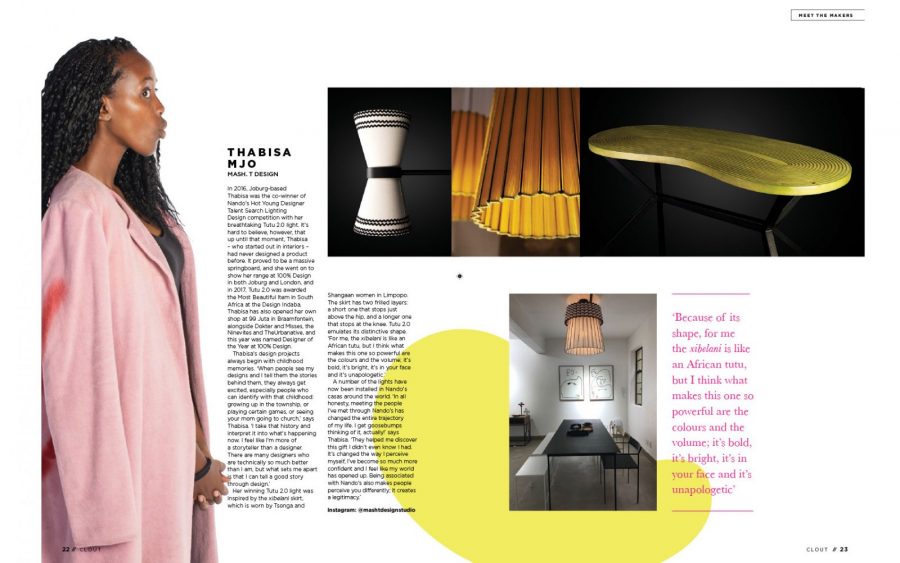 MEET THE MAKERS
THABISA
MJO
MASH. T DESIGN
In 2016, Joburg-based
Thabisa was the co-winner of
Nando's Hot Young Designer
Talent Search Lighting
Design competition with her
breathtaking Tutu 2.0 light. It's
hard to believe, however, that
up until that moment, Thabisa
– who started out in interiors –
had never designed a product
before. It proved to be a massive
springboard, and she went on to
show her range at 100% Design
in both Joburg and London, and
in 2017, Tutu 2.0 was awarded
the Most Beautiful Item in South
Africa at the Design Indaba.
Thabisa has also opened her own
shop at 99 Juta in Braamfontein,
alongside Dokter and Misses, the
Ninevites and TheUrbanative, and
this year was named Designer of
the Year at 100% Design.
Thabisa's design projects
always begin with childhood
memories. 'When people see my
designs and I tell them the stories
behind them, they always get
excited, especially people who
can identify with that childhood:
growing up in the township, or
playing certain games, or seeing
your mom going to church,' says
Thabisa. 'I take that history and
interpret it into what's happening
now. I feel like I'm more of
a storyteller than a designer.
There are many designers who
are technically so much better
than I am, but what sets me apart
is that I can tell a good story
through design.'
Her winning Tutu 2.0 light was
inspired by the xibelani skirt,
which is worn by Tsonga and
Shangaan women in Limpopo.
The skirt has two frilled layers:
a short one that stops just
above the hip, and a longer one
that stops at the knee. Tutu 2.0
emulates its distinctive shape.
'For me, the xibelani is like an
African tutu, but I think what
makes this one so powerful are
the colours and the volume; it's
bold, it's bright, it's in your face
and it's unapologetic.'
A number of the lights have
now been installed in Nando's
casas around the world. 'In all
honesty, meeting the people
I've met through Nando's has
changed the entire trajectory
of my life. I get goosebumps
thinking of it, actually!' says
Thabisa. 'They helped me discover
this gift I didn't even know I had.
It's changed the way I perceive
myself. I've become so much more
confident and I feel like my world
has opened up. Being associated
with Nando's also makes people
perceive you differently; it creates
a legitimacy.'
Instagram: @mashtdesignstudio
'Because of its
shape, for me
the xibelani is like
an African tutu,
but I think what
makes this one so
powerful are the
colours and the
volume; it's bold,
it's bright, it's in
your face and it's
unapologetic'
22 // CLOUT
CLOUT // 23